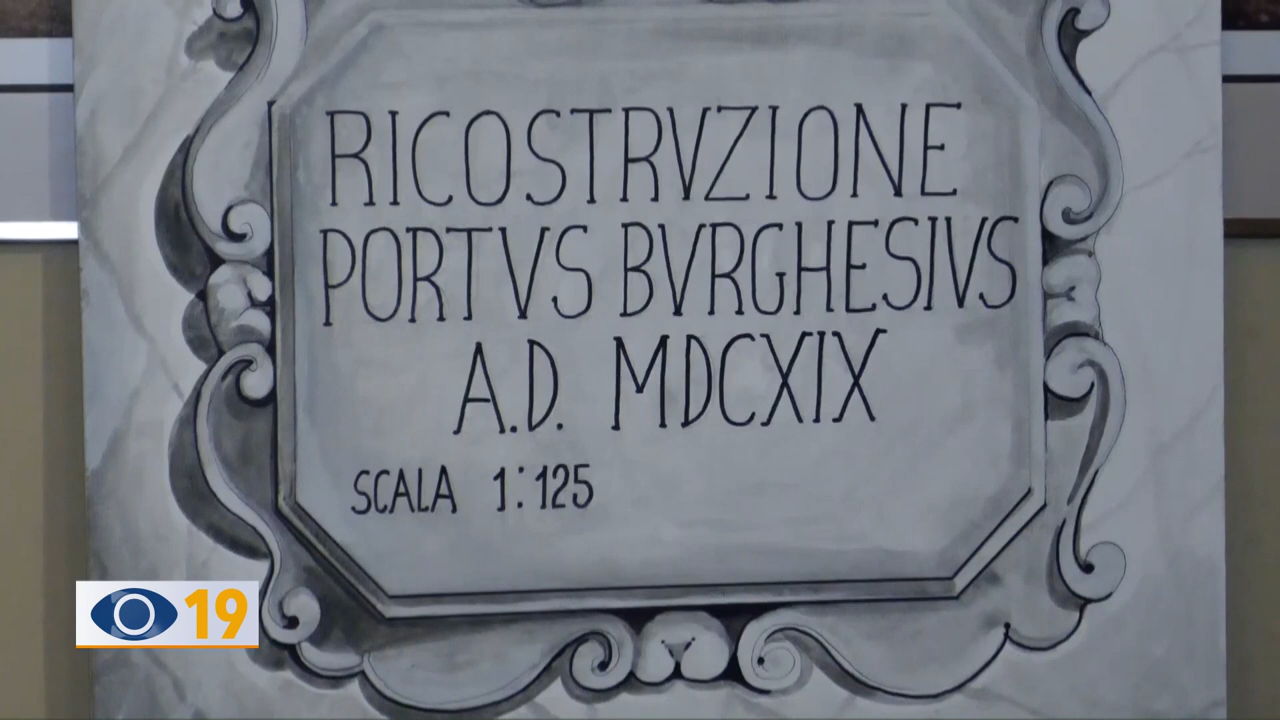 RICOSTRVZIONE
PORTVS BVRGHESIVS
A.D. MDCXIX
SCALA 1:125
19